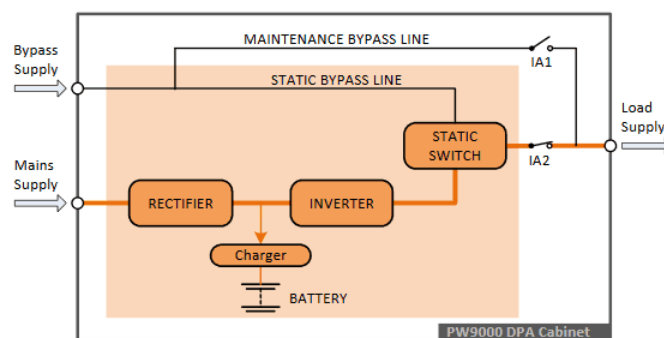 MAINTENANCE BYPASS LINE
Bypass
Supply
IA1
STATIC BYPASS LINE
Load
Supply
STATIC
SWITCH
IA2
Mains
Supply
RECTIFIER
INVERTER
Charger
BATTERY
PW9000 DPA Cabinet